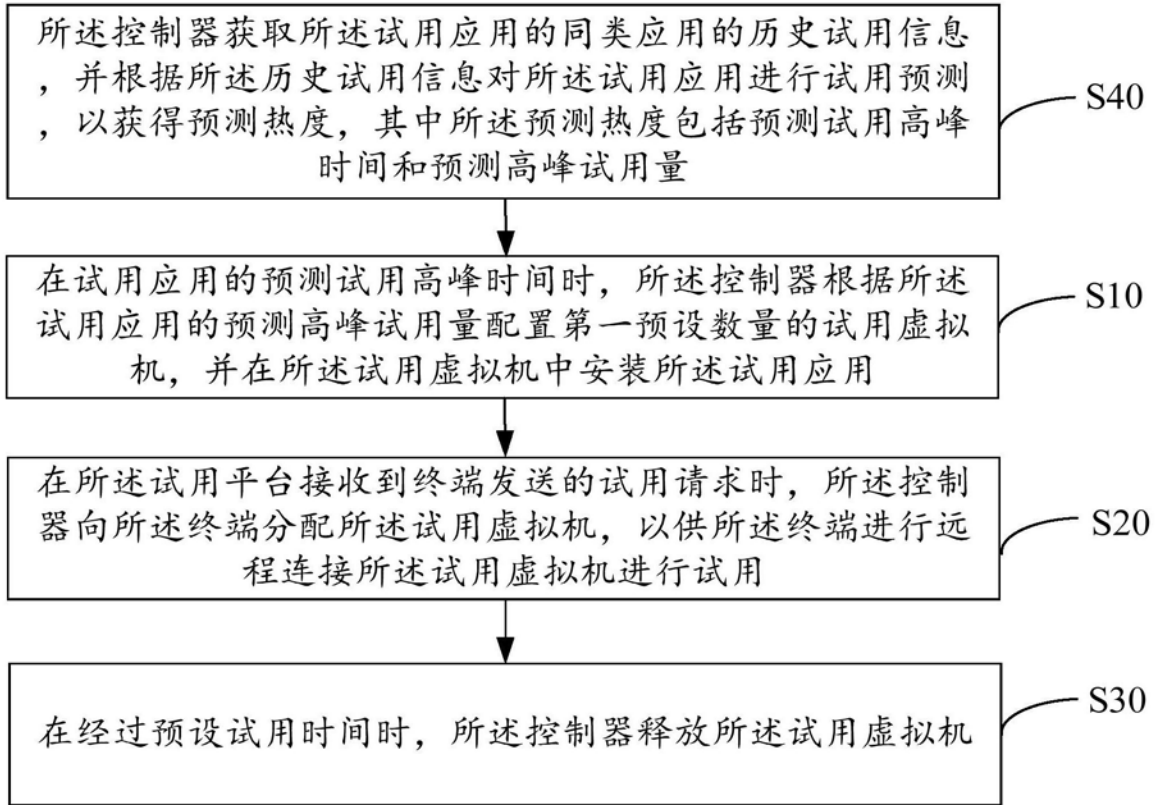 所述控制器获取所述试用应用的同类应用的历史试用信息
，并根据所述历史试用信息对所述试用应用进行试用预测
，以获得预测热度，其中所述预测热度包括预测试用高峰
时间和预测高峰试用量
S40
在试用应用的预测试用高峰时间时，所述控制器根据所述
试用应用的预测高峰试用量配置第一预设数量的试用虚拟
机，并在所述试用虚拟机中安装所述试用应用
S10
在所述试用平台接收到终端发送的试用请求时，所述控制
器向所述终端分配所述试用虚拟机，以供所述终端进行远
程连接所述试用虚拟机进行试用
S20
在经过预设试用时间时，所述控制器释放所述试用虚拟机
S30